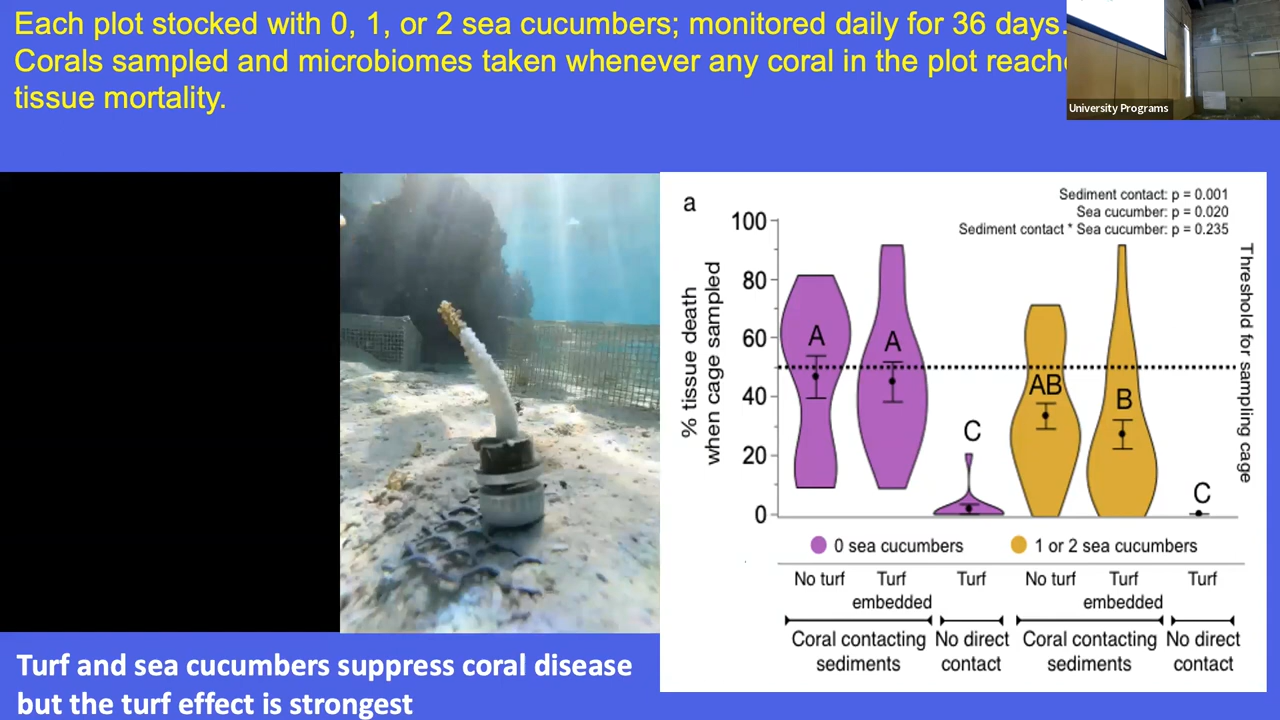 Each plot stocked with 0, 1, or 2 sea cucumbers; monitored daily for 36 days.
Corals sampled and microbiomes taken whenever any coral in the plot
tissue mortality.
University Programs
a
Sediment contact: p = 0.001
Sea cucumber: p = 0.020
Sediment contact * Sea cucumber: p = 0.235
% tissue death
when cage sampled
100
80
60
40
20
0
A
A
C
AB
B
C
Threshold for sampling cage
0 sea cucumbers
1 or 2 sea cucumbers
No turf
Turf embedded
Turf
No turf
Turf embedded
Turf
Coral contacting sediments
No direct contact
Coral contacting sediments
No direct contact
Turf and sea cucumbers suppress coral disease
but the turf effect is strongest